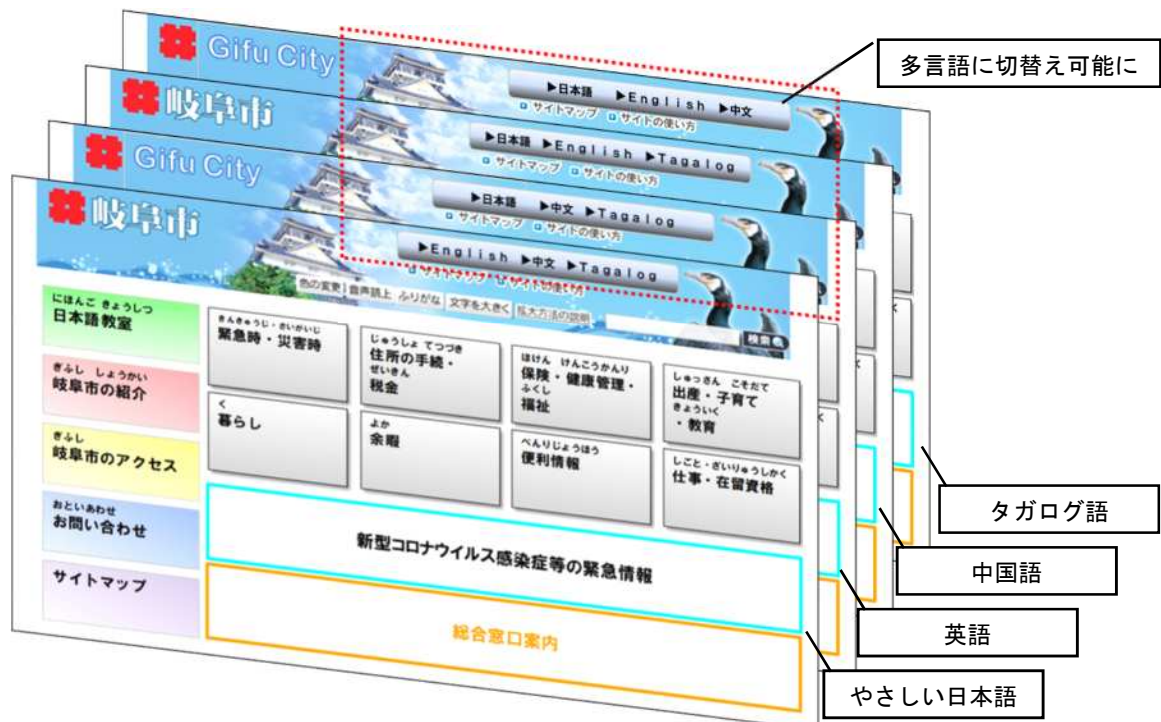 Gifu City
▶日本語 ▶English ▶中文
サイトマップ サイトの使い方
多言語に切替え可能に
岐阜市
▶日本語 ▶English ▶Tagalog
サイトマップ サイトの使い方
Gifu City
▶日本語 ▶中文 ▶Tagalog
サイトマップ サイトの使い方
岐阜市
▶English ▶中文 ▶Tagalog
サイトマップ サイトの使い方
色の変更 音声読上 ふりがな 文字を大きく 拡大方法の説明
にほんご きょうしつ
日本語教室
ぎふし しょうかい
岐阜市の紹介
ぎふし
岐阜市のアクセス
おといあわせ
お問い合わせ
サイトマップ
きんきゅうじ・さいがいじ
緊急時・災害時
じゅうしょ てつづき
住所の手続・
ぜいきん
税金
ほけん けんこうかんり
保険・健康管理・
ふくし
福祉
しゅっさん こそだて
出産・子育て
きょういく
・教育
く
暮らし
よか
余暇
べんりじょうほう
便利情報
しごと・ざいりゅうしかく
仕事・在留資格
新型コロナウイルス感染症等の緊急情報
総合窓口案内
タガログ語
中国語
英語
やさしい日本語